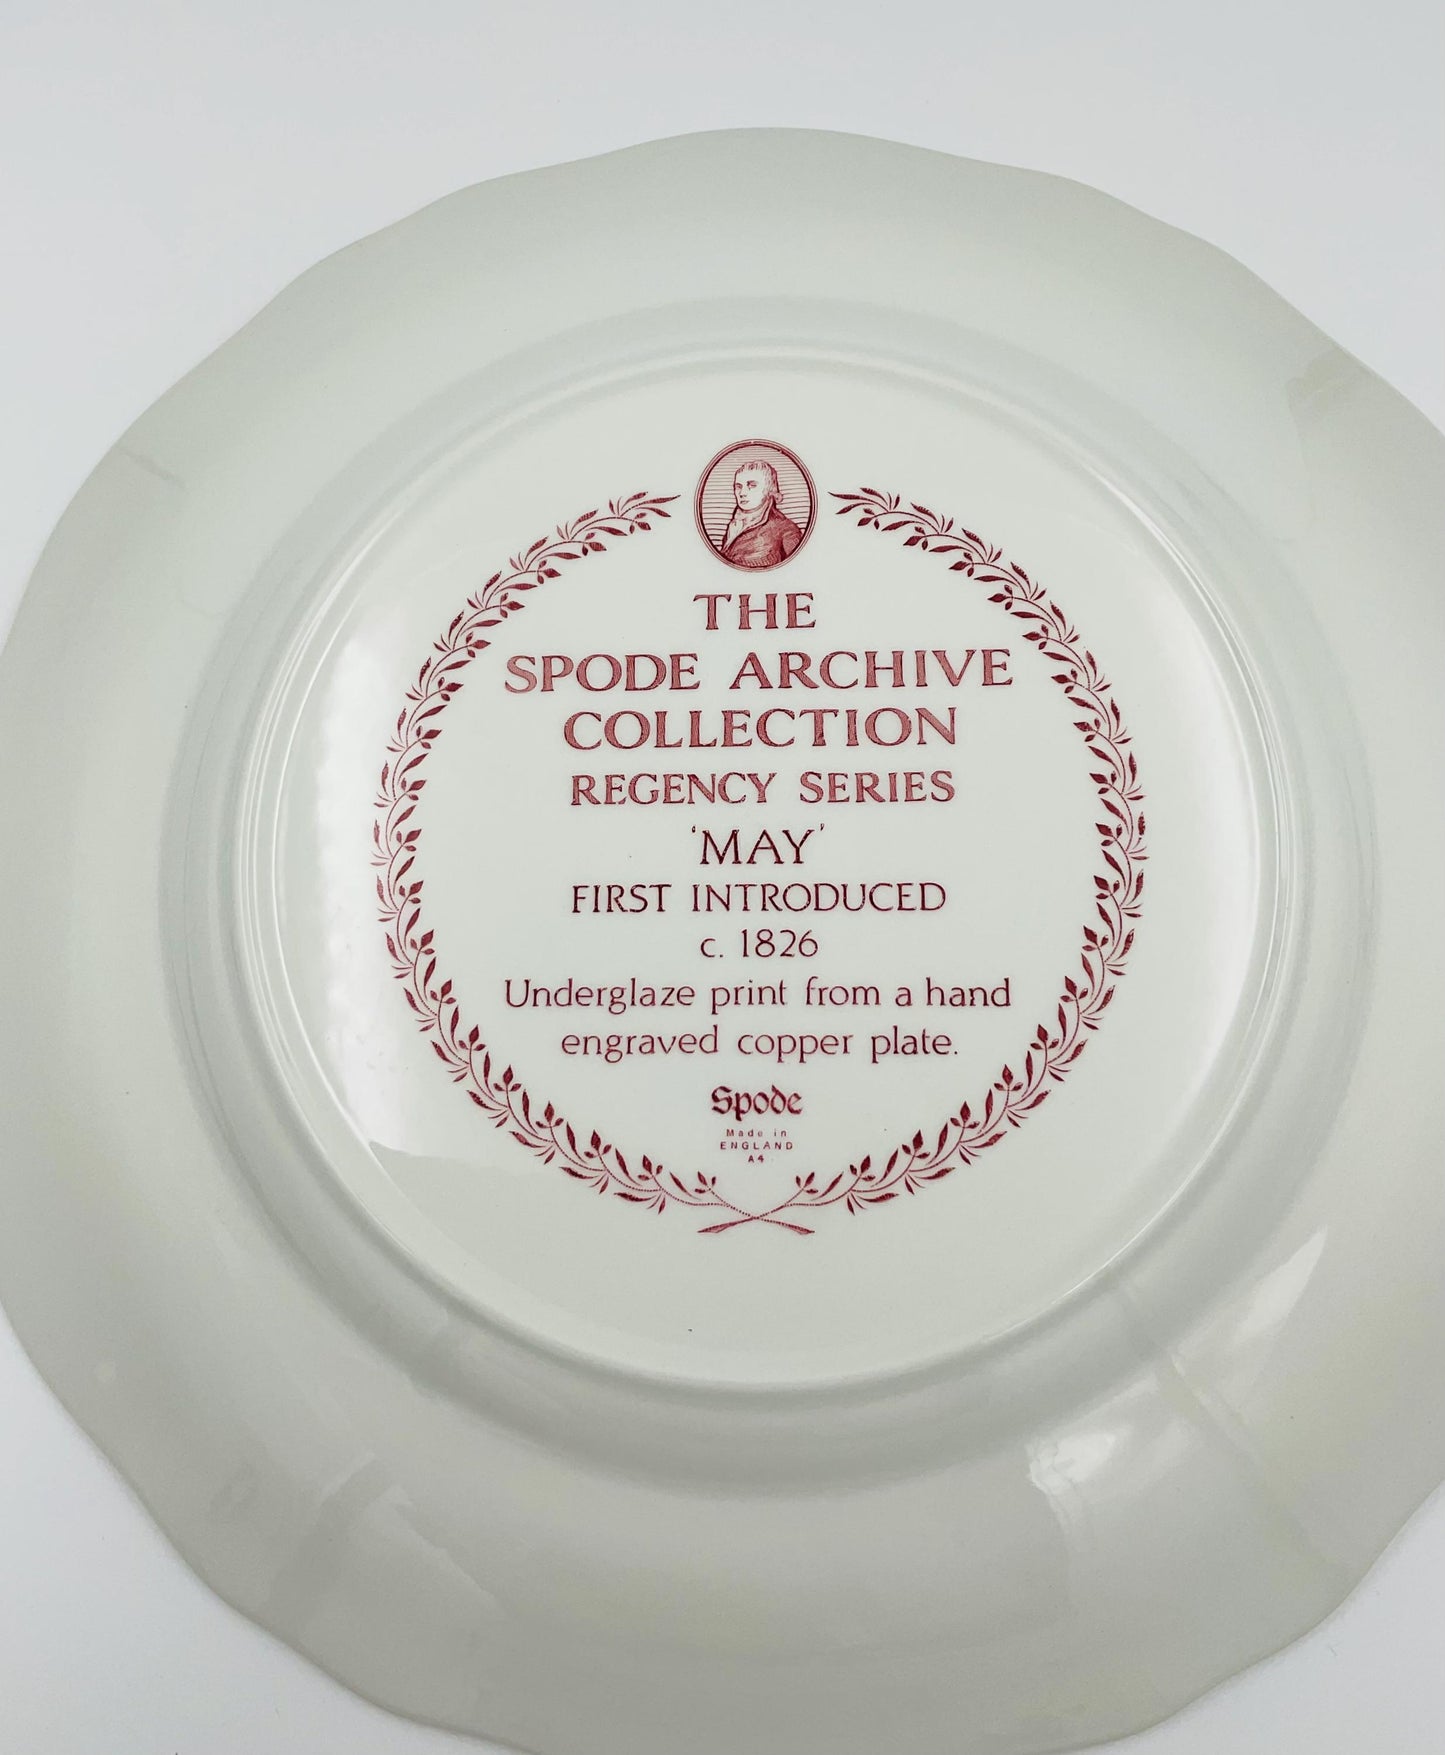 THE
SPODE ARCHIVE
COLLECTION
REGENCY SERIES
'MAY'
FIRST INTRODUCED
c. 1826
Underglaze print from a hand
engraved copper plate.
Spode
Made in
ENGLAND
A4